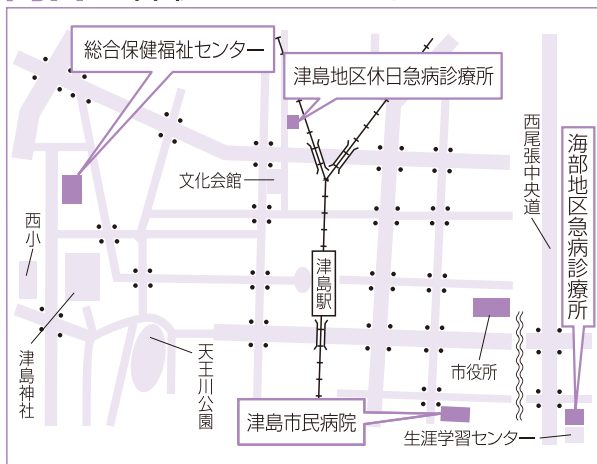 総合保健福祉センター
津島地区休日急病診療所
西尾張中央道
海部地区急病診療所
文化会館
西小
津島駅
市役所
津島神社
天王川公園
津島市民病院
生涯学習センター